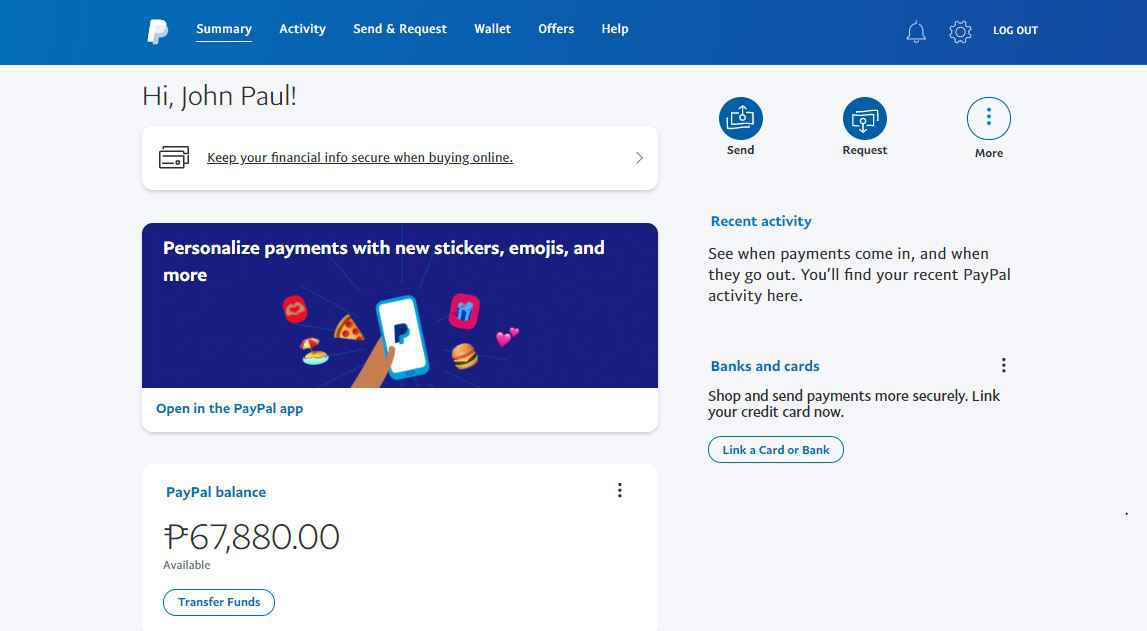 Summary Activity Send & Request Wallet Offers Help LOG OUT
Hi, John Paul!
Keep your financial info secure when buying online.
Personalize payments with new stickers, emojis, and
more
Open in the PayPal app
PayPal balance
₱67,880.00
Available
Transfer Funds
Send Request More
Recent activity
See when payments come in, and when
they go out. You'll find your recent PayPal
activity here.
Banks and cards
Shop and send payments more securely. Link
your credit card now.
Link a Card or Bank